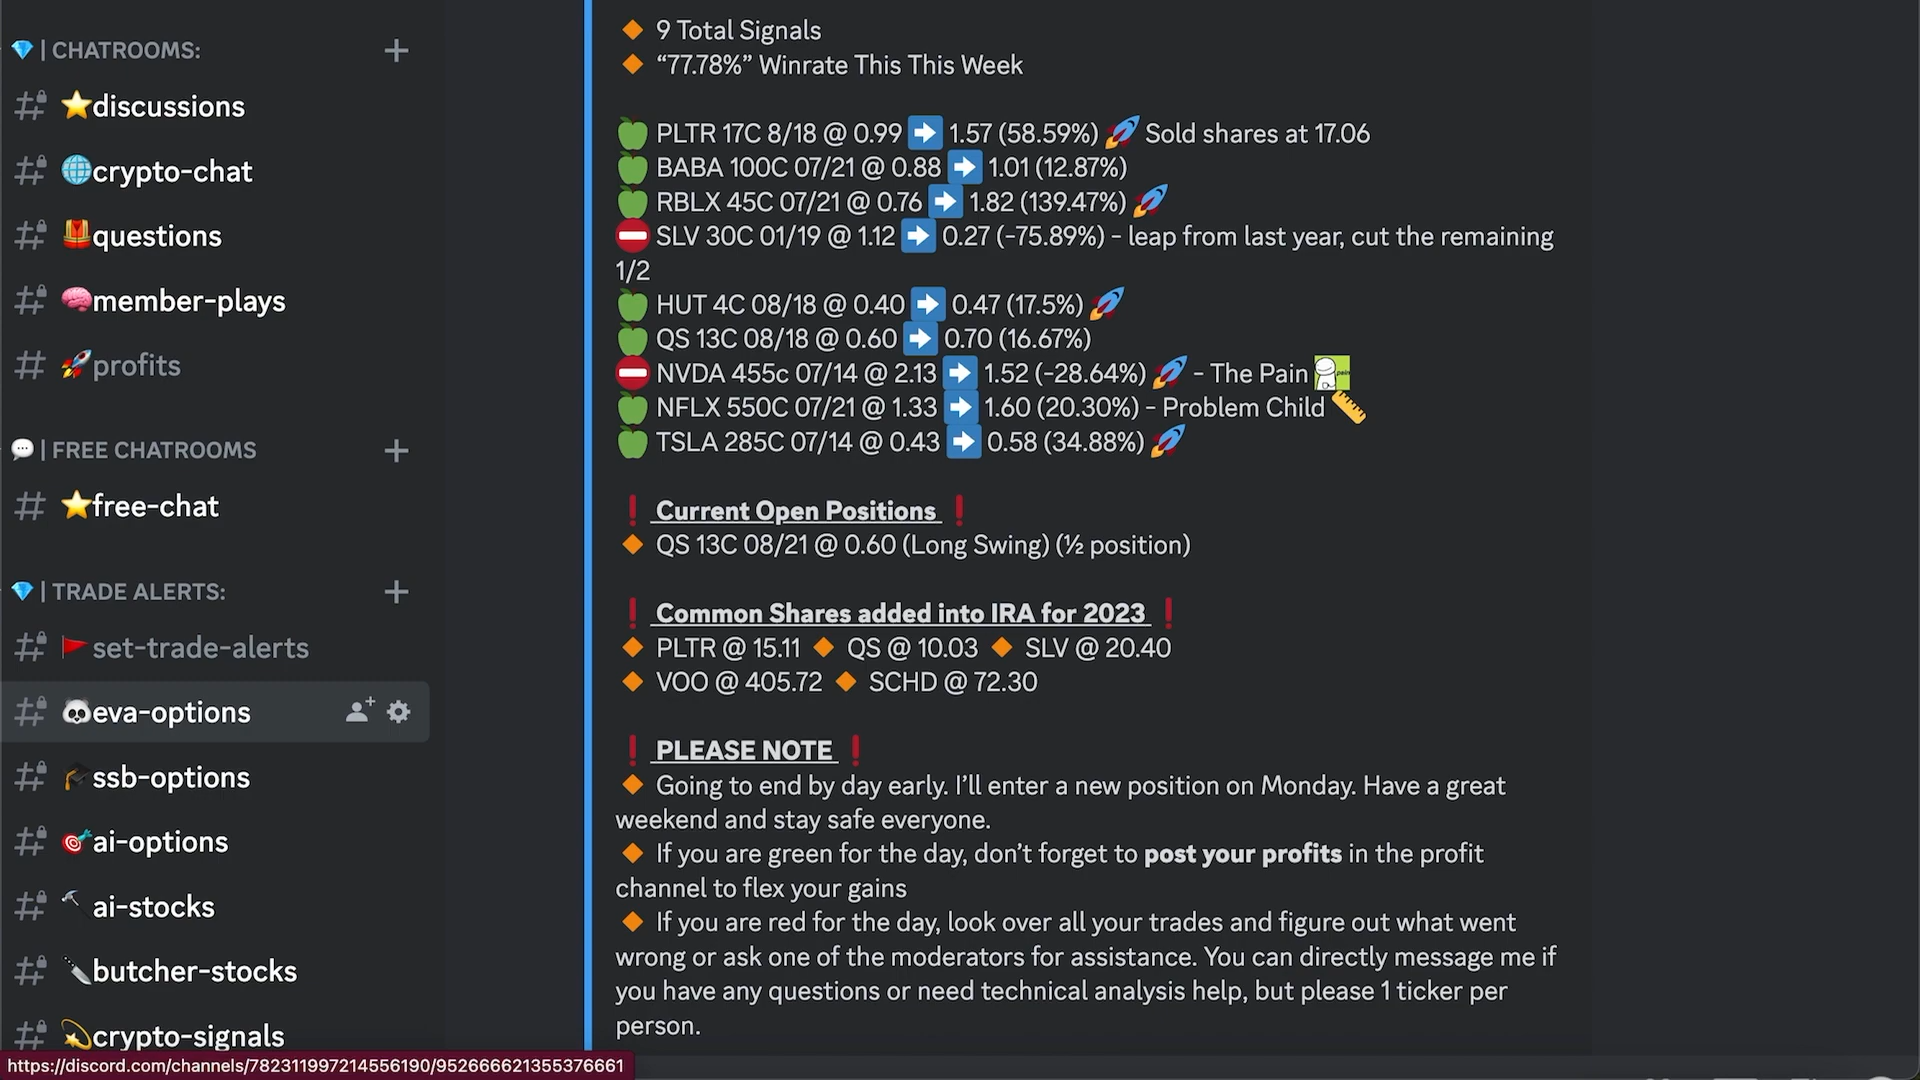 | CHATROOMS:
discussions
crypto-chat
questions
member-plays
profits
| FREE CHATROOMS
free-chat
| TRADE ALERTS:
set-trade-alerts
eva-options
ssb-options
ai-options
ai-stocks
butcher-stocks
crypto-signals
https://discord.com/channels/782311997214556190/952666621355376661
9 Total Signals
“77.78%” Winrate This This Week
PLTR 17C 8/18 @ 0.99 ➡ 1.57 (58.59%) 🚀 Sold shares at 17.06
BABA 100C 07/21 @ 0.88 ➡ 1.01 (12.87%)
RBLX 45C 07/21 @ 0.76 ➡ 1.82 (139.47%) 🚀
SLV 30C 01/19 @ 1.12 ➡ 0.27 (-75.89%) - leap from last year, cut the remaining
1/2
HUT 4C 08/18 @ 0.40 ➡ 0.47 (17.5%) 🚀
QS 13C 08/18 @ 0.60 ➡ 0.70 (16.67%)
NVDA 455c 07/14 @ 2.13 ➡ 1.52 (-28.64%) 🚀 - The Pain
NFLX 550C 07/21 @ 1.33 ➡ 1.60 (20.30%) - Problem Child
TSLA 285C 07/14 @ 0.43 ➡ 0.58 (34.88%) 🚀
❗ Current Open Positions ❗
QS 13C 08/21 @ 0.60 (Long Swing) (½ position)
❗ Common Shares added into IRA for 2023 ❗
PLTR @ 15.11 🔸 QS @ 10.03 🔸 SLV @ 20.40
VOO @ 405.72 🔸 SCHD @ 72.30
❗ PLEASE NOTE ❗
Going to end by day early. I’ll enter a new position on Monday. Have a great
weekend and stay safe everyone.
If you are green for the day, don’t forget to post your profits in the profit
channel to flex your gains
If you are red for the day, look over all your trades and figure out what went
wrong or ask one of the moderators for assistance. You can directly message me if
you have any questions or need technical analysis help, but please 1 ticker per
person.